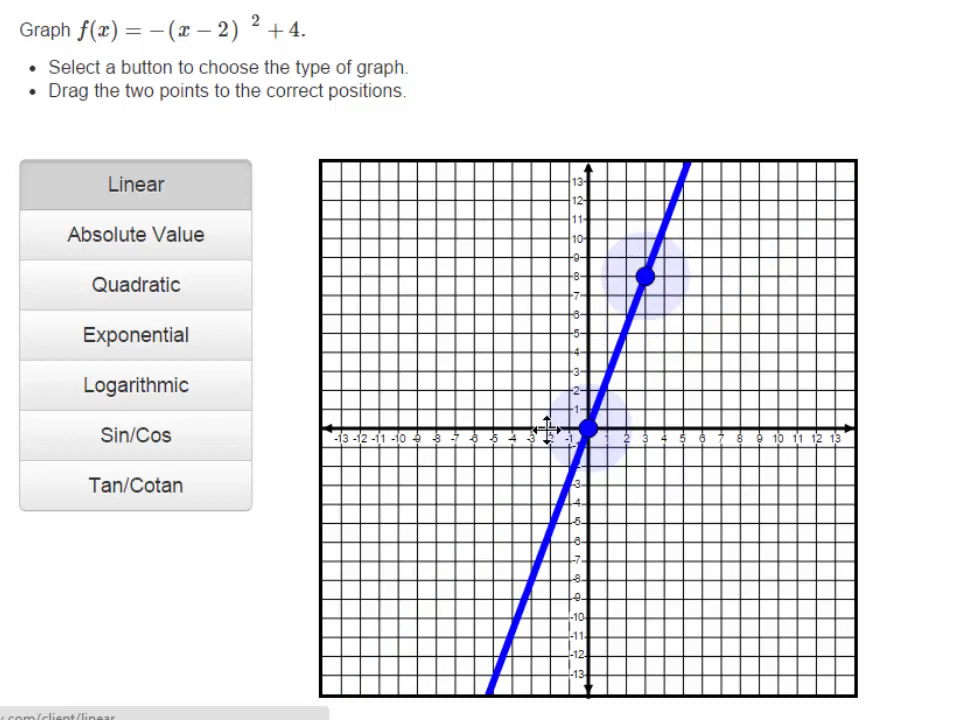 Graph f(x) = −(x − 2)² + 4.
• Select a button to choose the type of graph.
• Drag the two points to the correct positions.
Linear
Absolute Value
Quadratic
Exponential
Logarithmic
Sin/Cos
Tan/Cotan
13
12
11
10
9
8
7
6
5
4
3
2
1
-13 -12 -11 -10 -9 -8 -7 -6 -5 -4 -3 -2 -1 1 2 3 4 5 6 7 8 9 10 11 12 13
-3
-4
-5
-6
-7
-8
-9
-10
-11
-12
-13
y.com/client/linear